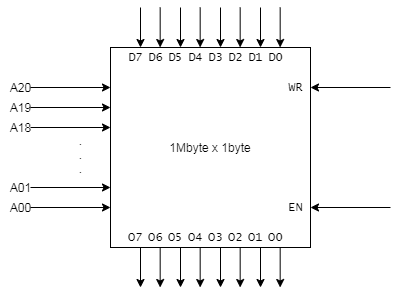 D7 D6 D5 D4 D3 D2 D1 D0
A20
WR
A19
A18
1Mbyte x 1byte
A01
A00
EN
O7 O6 O5 O4 O3 O2 O1 O0